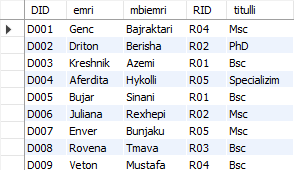 DID emri mbiemri RID titulli
D001 Genc Bajraktari R04 Msc
D002 Driton Berisha R02 PhD
D003 Kreshnik Azemi R01 Bsc
D004 Aferdita Hykolli R05 Specializim
D005 Bujar Sinani R01 Bsc
D006 Juliana Rexhepi R02 Msc
D007 Enver Bunjaku R05 Msc
D008 Rovena Tmava R03 Bsc
D009 Veton Mustafa R04 Bsc